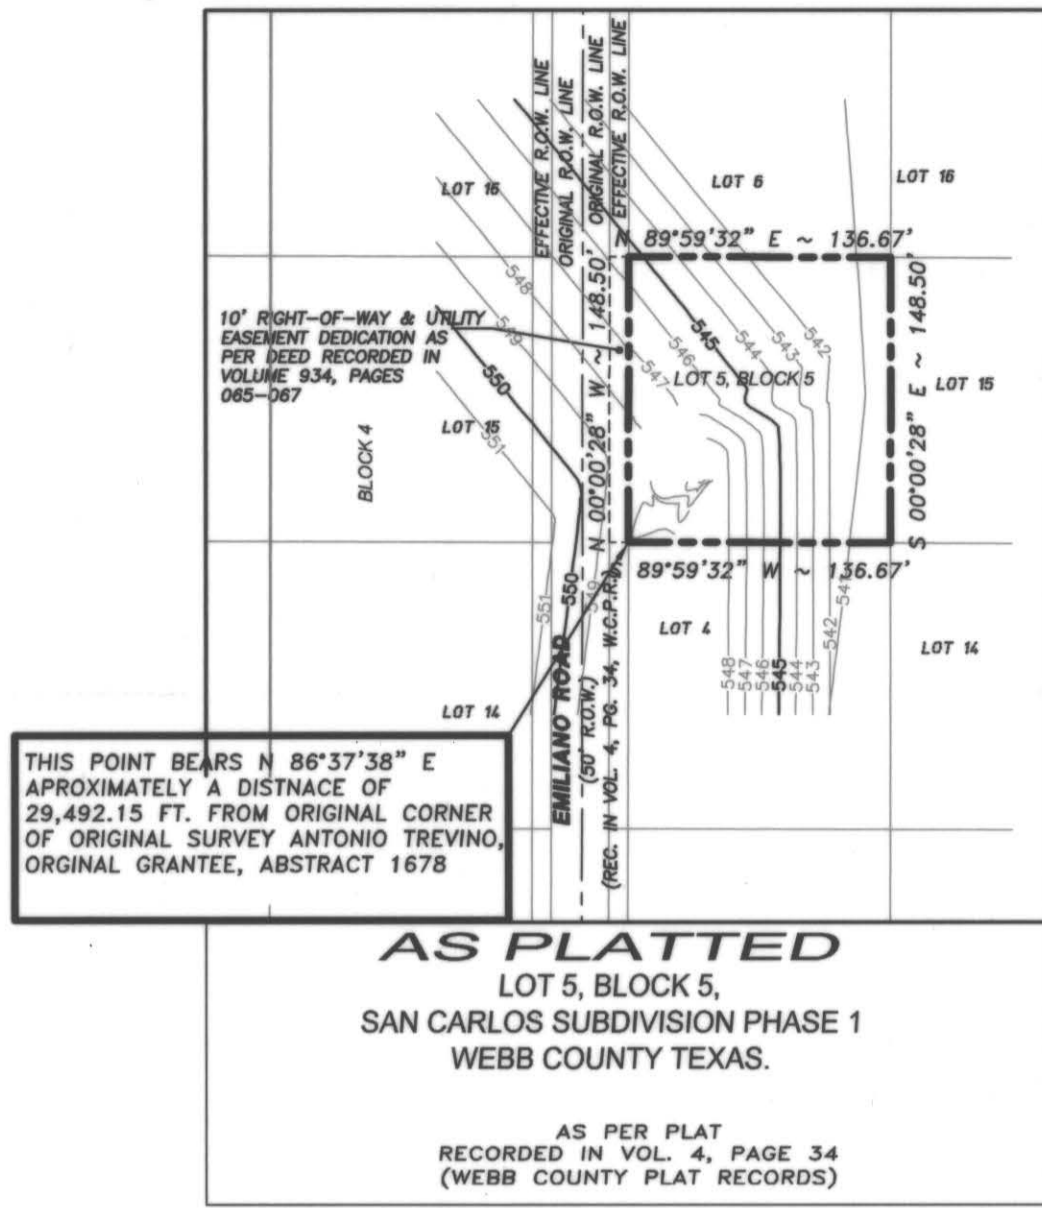 EFFECTIVE R.O.W. LINE
ORIGINAL R.O.W. LINE
ORIGINAL R.O.W. LINE
EFFECTIVE R.O.W. LINE
LOT 16
LOT 6
LOT 16
N 89°59'32" E ~ 136.67'
548
549
550
551
10' RIGHT-OF-WAY & UTILITY
EASEMENT DEDICATION AS
PER DEED RECORDED IN
VOLUME 934, PAGES
065-067
N 00°00'28" W ~ 148.50'
547
546
545
544
543
542
LOT 5, BLOCK 5
S 00°00'28" E ~ 148.50'
LOT 15
LOT 15
BLOCK 4
89°59'32" W ~ 136.67'
551
550
549
LOT 4
548
547
546
545
544
543
542
541
LOT 14
LOT 14
EMILIANO ROAD
(50' R.O.W.)
(REC. IN VOL. 4, PG. 34, W.C.P.R.)
THIS POINT BEARS N 86°37'38" E
APROXIMATELY A DISTNACE OF
29,492.15 FT. FROM ORIGINAL CORNER
OF ORIGINAL SURVEY ANTONIO TREVINO,
ORGINAL GRANTEE, ABSTRACT 1678
AS PLATTED
LOT 5, BLOCK 5,
SAN CARLOS SUBDIVISION PHASE 1
WEBB COUNTY TEXAS.
AS PER PLAT
RECORDED IN VOL. 4, PAGE 34
(WEBB COUNTY PLAT RECORDS)